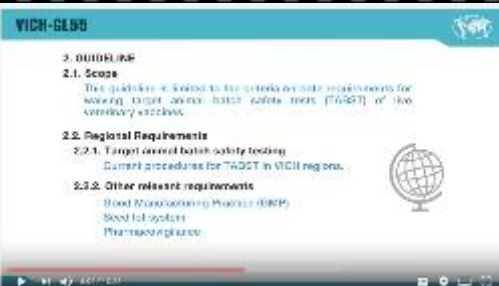 VICH-GL55
2. GUIDELINE
2.1. Scope
This guideline is limited to the criteria on data requirements for
waiving target animal batch safety tests (TABST) of live
veterinary vaccines.
2.2. Regional Requirements
2.2.1. Target animal batch safety testing
Current procedures for TABST in VICH regions.
2.2.2. Other relevant requirements
Good Manufacturing Practice (GMP)
Seed lot system
Pharmacovigilance